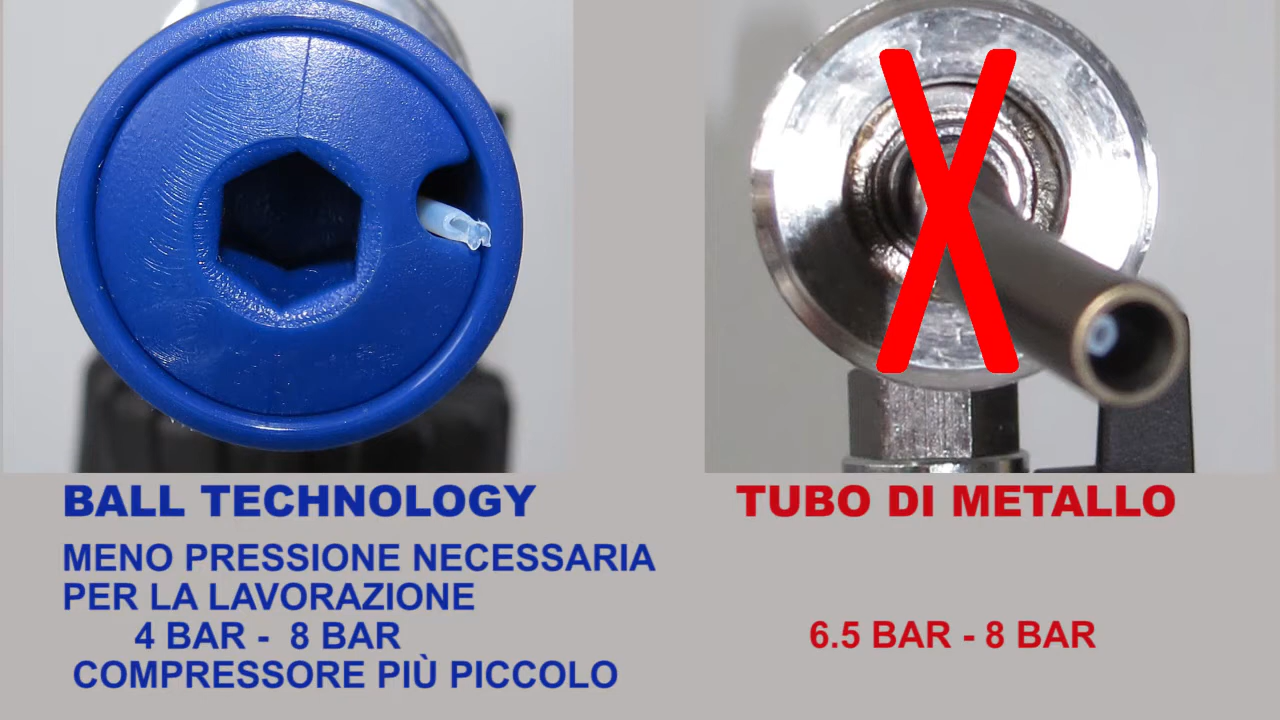 BALL TECHNOLOGY
MENO PRESSIONE NECESSARIA
PER LA LAVORAZIONE
4 BAR - 8 BAR
COMPRESSORE PIÙ PICCOLO
TUBO DI METALLO
6.5 BAR - 8 BAR